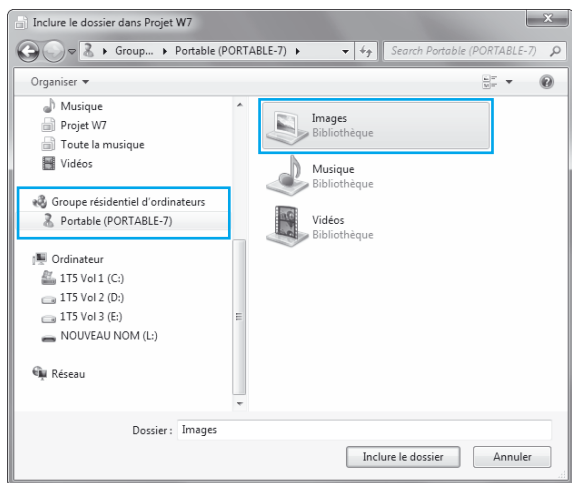 Inclure le dossier dans Projet W7
Group... Portable (PORTABLE-7)
Search Portable (PORTABLE-7)
Organiser
Musique
Projet W7
Toute la musique
Vidéos
Groupe résidentiel d'ordinateurs
Portable (PORTABLE-7)
Ordinateur
1T5 Vol 1 (C:)
1T5 Vol 2 (D:)
1T5 Vol 3 (E:)
NOUVEAU NOM (L:)
Réseau
Images
Bibliothèque
Musique
Bibliothèque
Vidéos
Bibliothèque
Dossier : Images
Inclure le dossier
Annuler